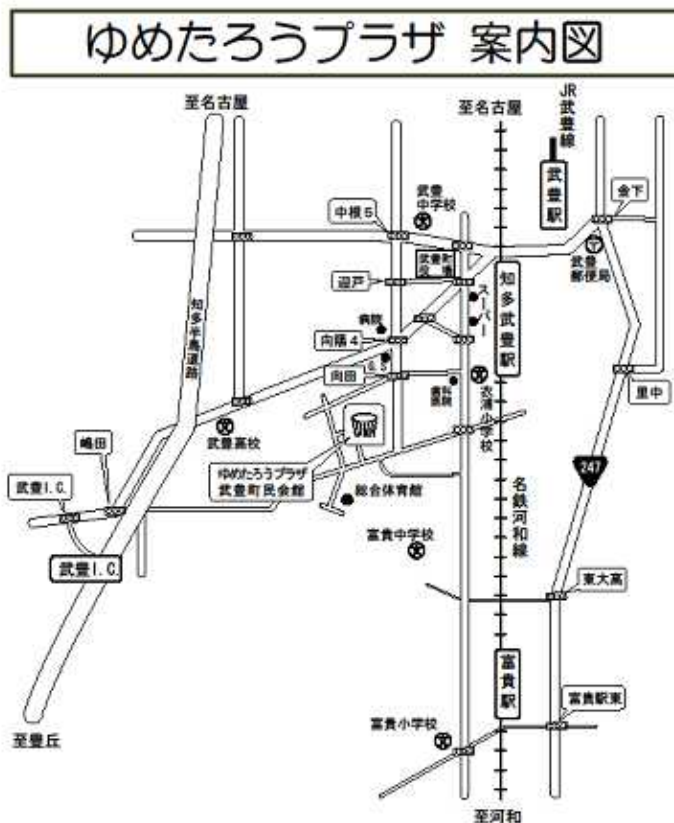 ゆめたろうプラザ 案内図
至名古屋
至名古屋
JR武豊線
武豊駅
金下
武豊
中学校
中根5
武豊町
役場
武豊
郵便局
迎戸
知多武豊駅
スーパー
知多半島道路
病院
向陽4
G.S
向田
歯科
医院
衣浦小学校
里中
武豊高校
嶋田
ゆめたろうプラザ
武豊町民会館
247
武豊I.C.
総合体育館
名鉄河和線
武豊I.C.
富貴中学校
東大高
富貴駅
富貴駅東
富貴小学校
至豊丘
至河和